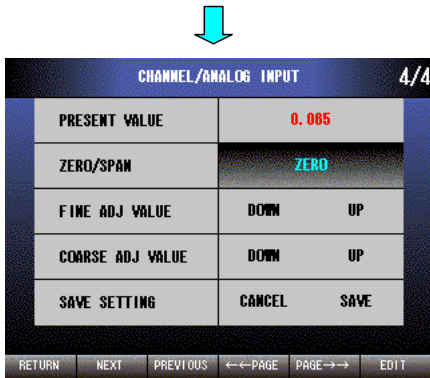 CHANNEL/ANALOG INPUT 4/4
PRESENT VALUE 0.065
ZERO/SPAN ZERO
FINE ADJ VALUE DOWN UP
COARSE ADJ VALUE DOWN UP
SAVE SETTING CANCEL SAVE
RETURN NEXT PREVIOUS ←←PAGE PAGE→→ EDIT